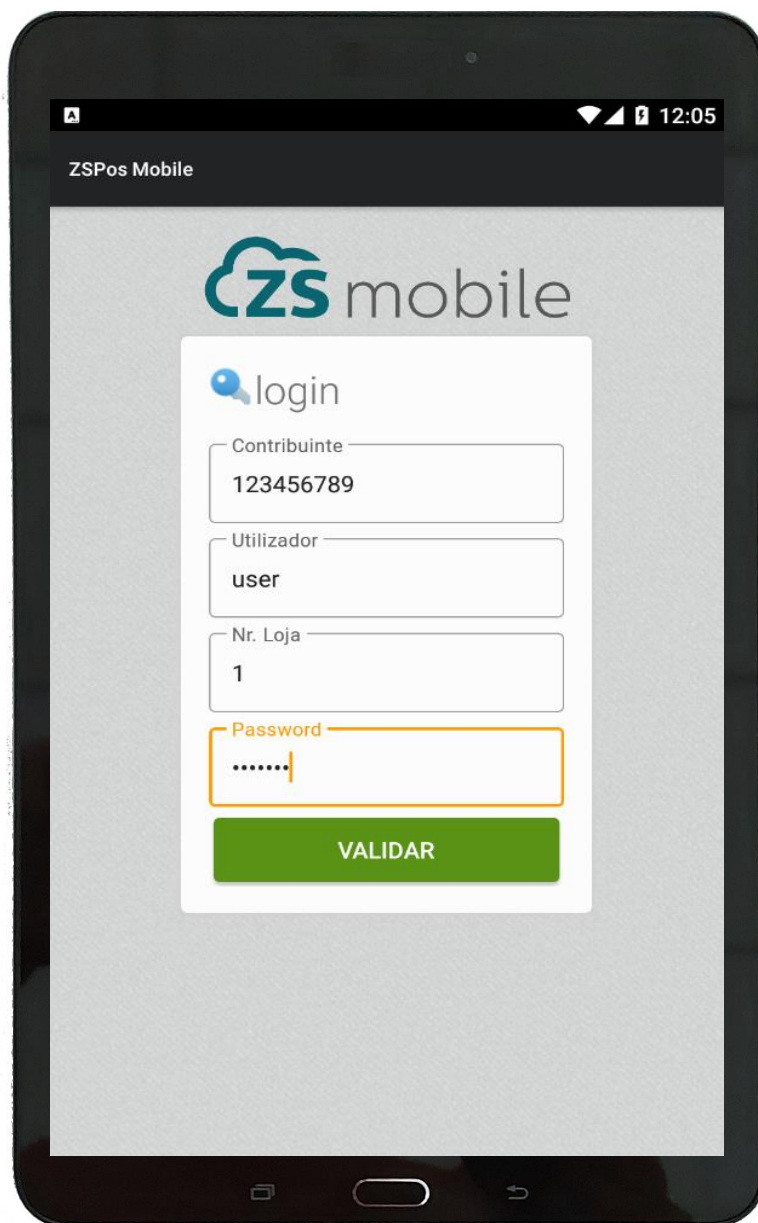 12:05
ZSPos Mobile
ZS mobile
login
Contribuinte
123456789
Utilizador
user
Nr. Loja
1
Password
•••••••
VALIDAR